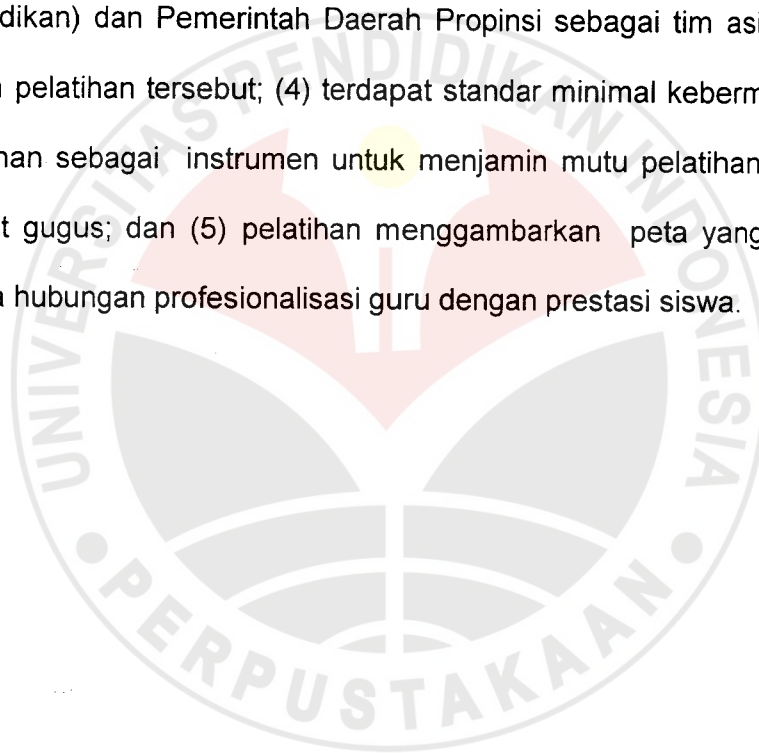 dikan) dan Pemerintah Daerah Propinsi sebagai tim asi
pelatihan tersebut; (4) terdapat standar minimal keberm
han sebagai instrumen untuk menjamin mutu pelatihan
t gugus; dan (5) pelatihan menggambarkan peta yang
a hubungan profesionalisasi guru dengan prestasi siswa.
UNIVERSITAS PENDIDIKAN INDONESIA
PERPUSTAKAAN